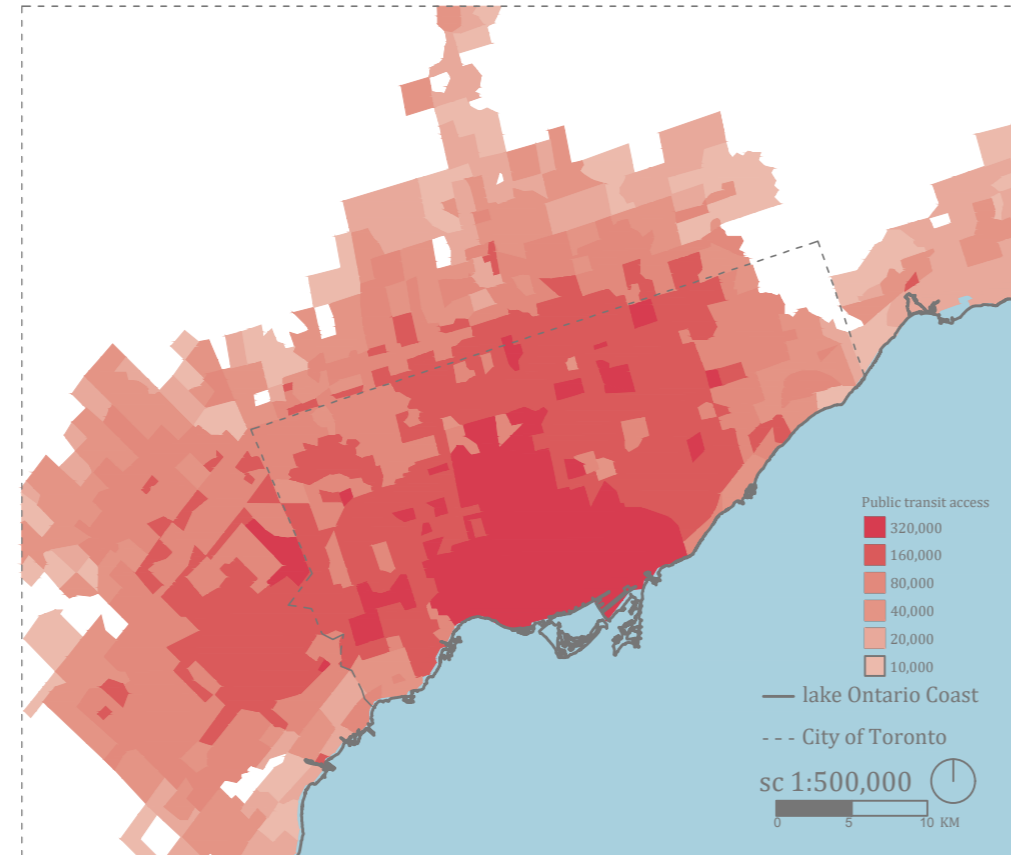 Public transit access
320,000
160,000
80,000
40,000
20,000
10,000
lake Ontario Coast
City of Toronto
sc 1:500,000
0 5 10 KM